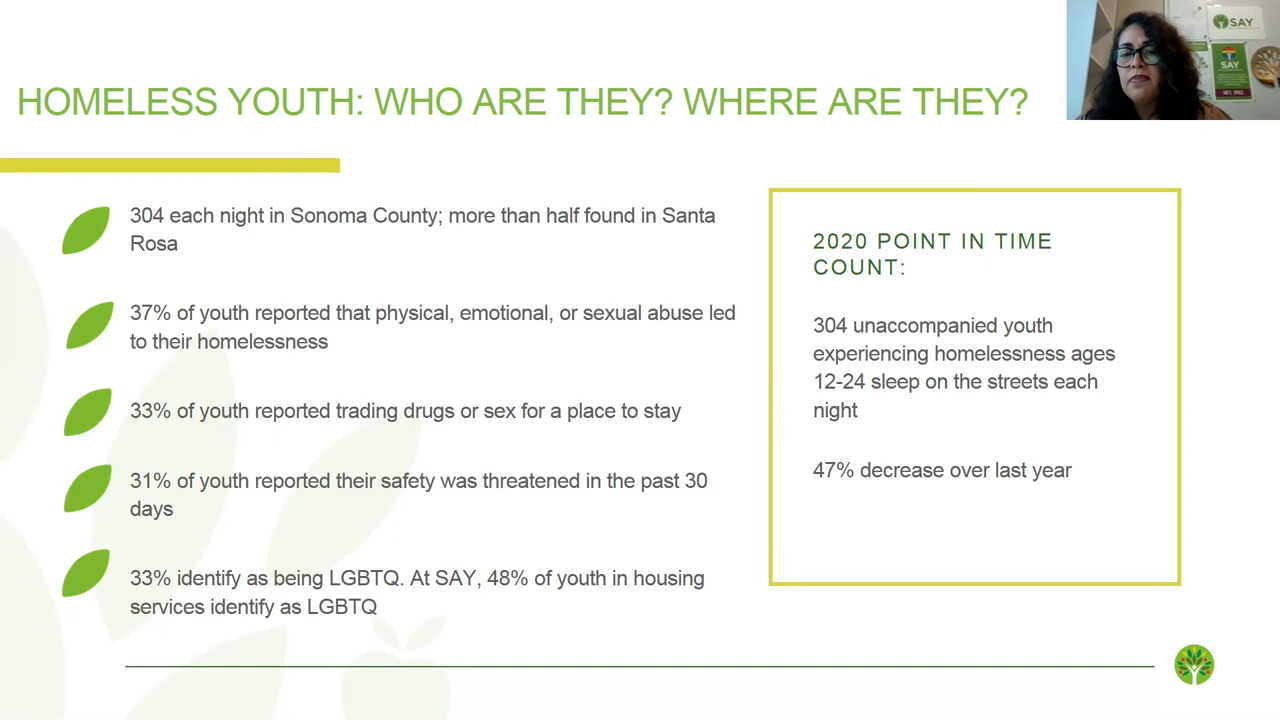 HOMELESS YOUTH: WHO ARE THEY? WHERE ARE THEY?
304 each night in Sonoma County; more than half found in Santa
Rosa
37% of youth reported that physical, emotional, or sexual abuse led
to their homelessness
33% of youth reported trading drugs or sex for a place to stay
31% of youth reported their safety was threatened in the past 30
days
33% identify as being LGBTQ. At SAY, 48% of youth in housing
services identify as LGBTQ
2020 POINT IN TIME
COUNT:
304 unaccompanied youth
experiencing homelessness ages
12-24 sleep on the streets each
night
47% decrease over last year
SAY
SAY